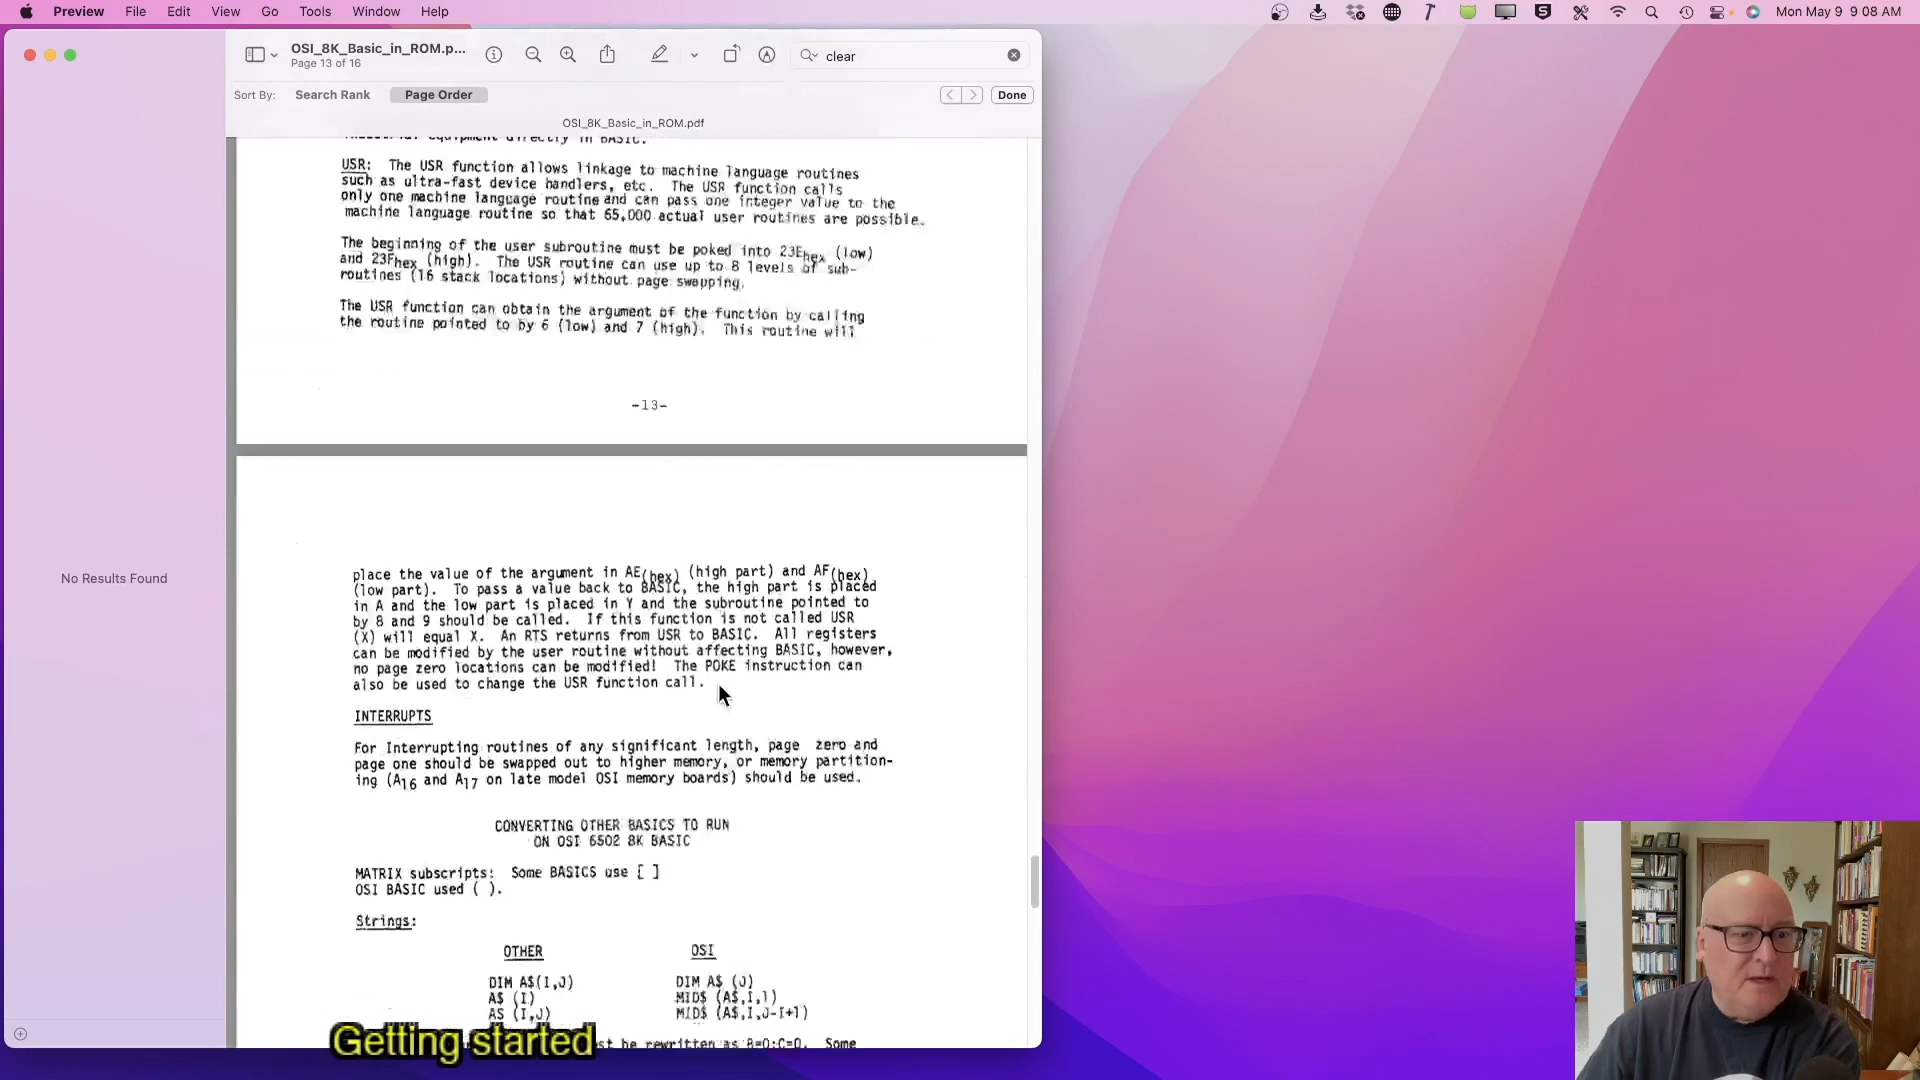 Preview File Edit View Go Tools Window Help
Mon May 9 9:08 AM
OSI_8K_Basic_in_ROM.p...
Page 13 of 16
clear
Sort By: Search Rank Page Order
Done
OSI_8K_Basic_in_ROM.pdf
equipment directly in BASIC.
USR: The USR function allows linkage to machine language routines
such as ultra-fast device handlers, etc. The USR function calls
only one machine language routine and can pass one integer value to the
machine language routine so that 65,000 actual user routines are possible.
The beginning of the user subroutine must be poked into 23Ehex (low)
and 23Fhex (high). The USR routine can use up to 8 levels of sub-
routines (16 stack locations) without page swapping.
The USR function can obtain the argument of the function by calling
the routine pointed to by 6 (low) and 7 (high). This routine will
-13-
No Results Found
place the value of the argument in AE(hex) (high part) and AF(hex)
(low part). To pass a value back to BASIC, the high part is placed
in A and the low part is placed in Y and the subroutine pointed to
by 8 and 9 should be called. If this function is not called USR
(X) will equal X. An RTS returns from USR to BASIC. All registers
can be modified by the user routine without affecting BASIC, however,
no page zero locations can be modified! The POKE instruction can
also be used to change the USR function call.
INTERRUPTS
For Interrupting routines of any significant length, page zero and
page one should be swapped out to higher memory, or memory partition-
ing (A16 and A17 on late model OSI memory boards) should be used.
CONVERTING OTHER BASICS TO RUN
ON OSI 6502 8K BASIC
MATRIX subscripts: Some BASICS use [ ]
OSI BASIC used ( ).
Strings:
OTHER OSI
DIM A$(I,J) DIM A$ (J)
A$ (I) MID$ (A$,I,1)
A$ (I,J) MID$ (A$,I,J-I+1)
be rewritten as B=0:C=0. Some
Getting started